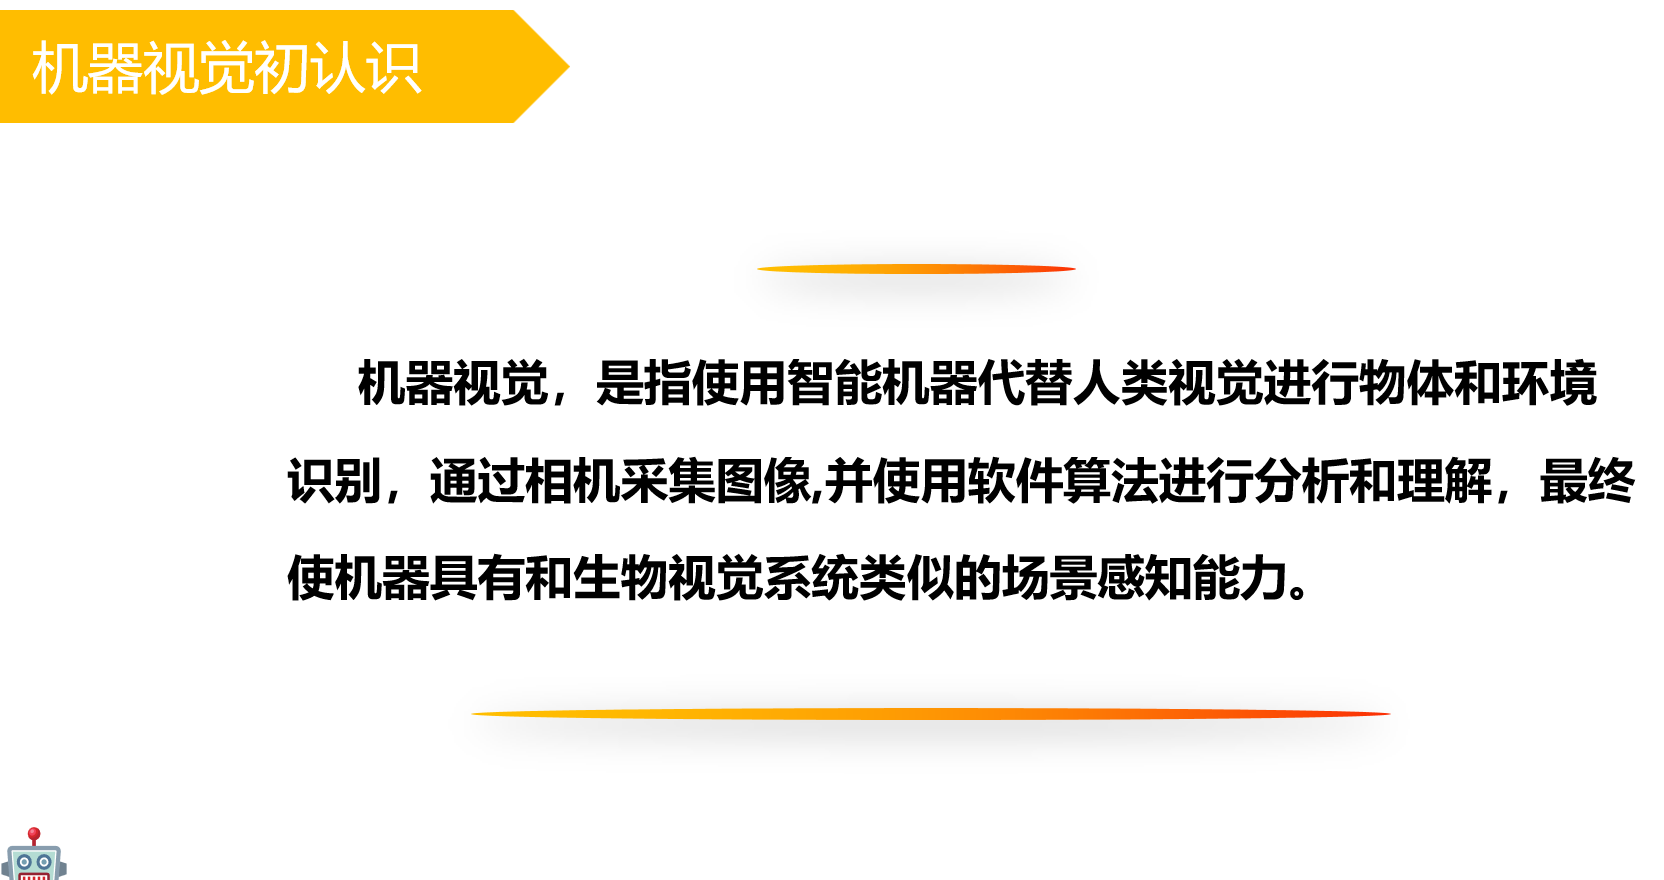 机器视觉初认识
机器视觉，是指使用智能机器代替人类视觉进行物体和环境
识别，通过相机采集图像,并使用软件算法进行分析和理解，最终
使机器具有和生物视觉系统类似的场景感知能力。